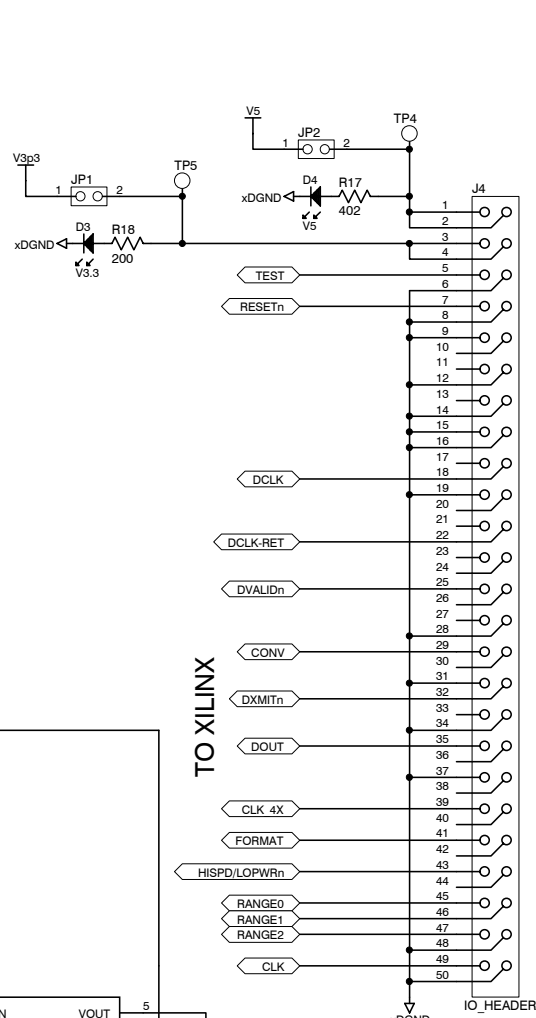 V5
TP4
JP2
1 2
V3p3
TP5
JP1
1 2
D4 R17
J4
xDGND
402
V5
1
2
D3 R18
3
xDGND
4
200
V3.3
5
TEST
6
7
RESETn
8
9
10
11
12
13
14
15
16
17
18
DCLK
19
20
21
22
DCLK-RET
23
24
25
DVALIDn
26
27
28
29
CONV
30
31
32
DXMITn
33
34
35
DOUT
36
37
38
39
CLK 4X
40
41
FORMAT
42
43
HISPD/LOPWRn
44
45
RANGE0
46
RANGE1
47
RANGE2
48
49
CLK
50
TO XILINX
IO_HEADER
VOUT 5